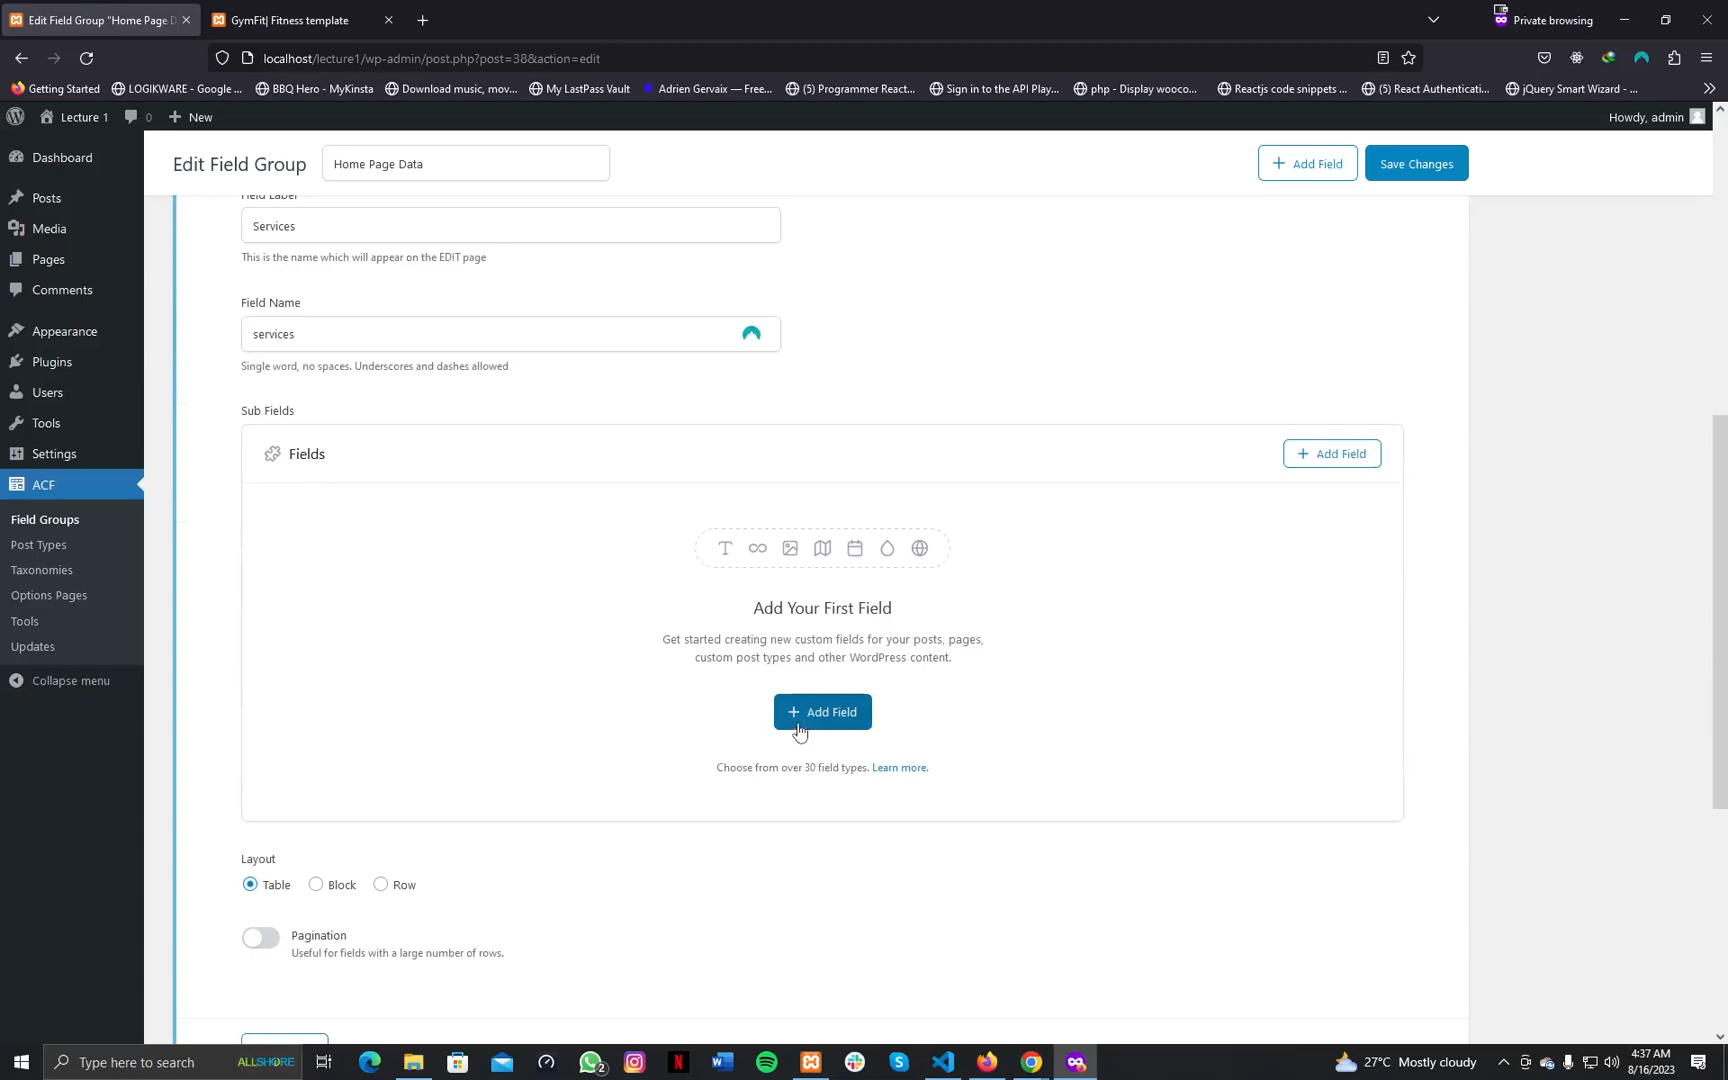 Edit Field Group "Home Page D
GymFit| Fitness template
Private browsing
localhost/lecture1/wp-admin/post.php?post=38&action=edit
Getting Started
LOGIKWARE - Google ...
BBQ Hero - MyKinsta
Download music, mov...
My LastPass Vault
Adrien Gervaix — Free...
(5) Programmer React...
Sign in to the API Play...
php - Display wooco...
Reactjs code snippets ...
(5) React Authenticati...
jQuery Smart Wizard - ...
Lecture 1
0
New
Howdy, admin
Dashboard
Posts
Media
Pages
Comments
Appearance
Plugins
Users
Tools
Settings
ACF
Field Groups
Post Types
Taxonomies
Options Pages
Tools
Updates
Collapse menu
Edit Field Group
Home Page Data
Add Field
Save Changes
Field Label
Services
This is the name which will appear on the EDIT page
Field Name
services
Single word, no spaces. Underscores and dashes allowed
Sub Fields
Fields
Add Field
Add Your First Field
Get started creating new custom fields for your posts, pages,
custom post types and other WordPress content.
Add Field
Choose from over 30 field types. Learn more.
Layout
Table
Block
Row
Pagination
Useful for fields with a large number of rows.
Type here to search
ALLSHORE
2
27°C Mostly cloudy
4:37 AM
8/16/2023